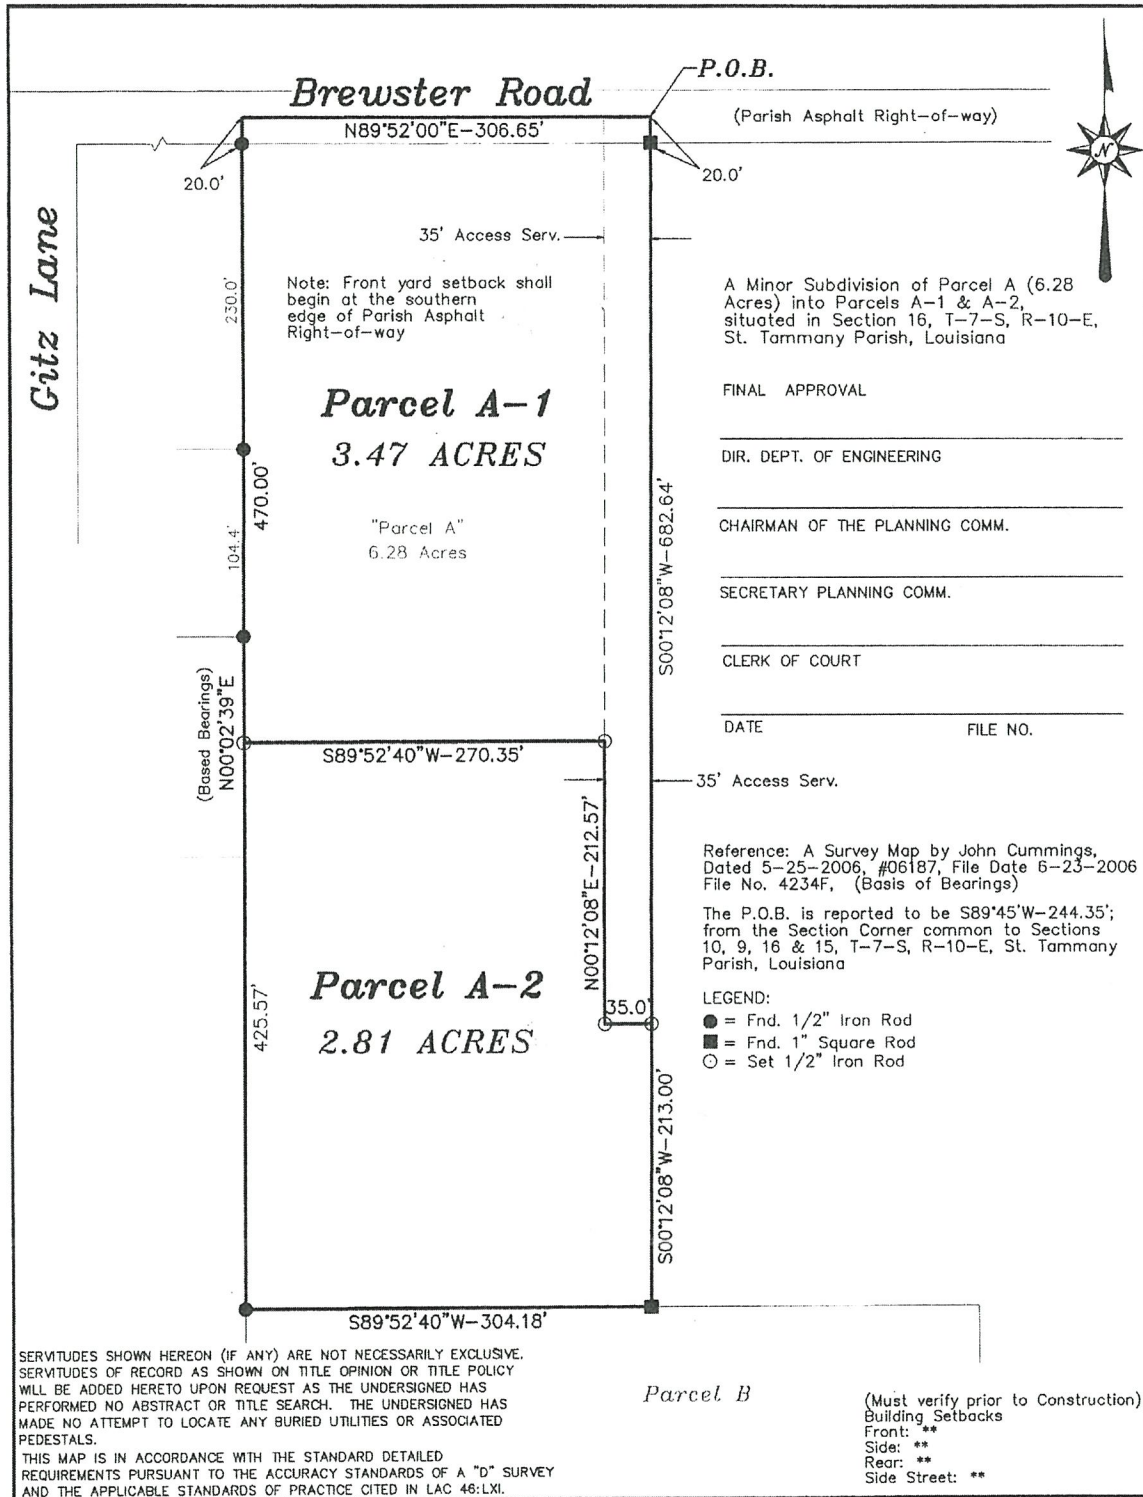 P.O.B.
Brewster Road
(Parish Asphalt Right-of-way)
N89°52'00"E-306.65'
N
20.0'
20.0'
35' Access Serv.
Gitz Lane
230.0'
Note: Front yard setback shall
begin at the southern
edge of Parish Asphalt
Right-of-way
A Minor Subdivision of Parcel A (6.28
Acres) into Parcels A-1 & A-2,
situated in Section 16, T-7-S, R-10-E,
St. Tammany Parish, Louisiana
Parcel A-1
3.47 ACRES
FINAL APPROVAL
DIR. DEPT. OF ENGINEERING
470.00'
104.4'
"Parcel A"
6.28 Acres
S00°12'08"W-682.64'
CHAIRMAN OF THE PLANNING COMM.
SECRETARY PLANNING COMM.
CLERK OF COURT
DATE FILE NO.
(Based Bearings)
N00°02'39"E
S89°52'40"W-270.35'
35' Access Serv.
N00°12'08"E-212.57'
Reference: A Survey Map by John Cummings,
Dated 5-25-2006, #06187, File Date 6-23-2006
File No. 4234F, (Basis of Bearings)
The P.O.B. is reported to be S89°45'W-244.35';
from the Section Corner common to Sections
10, 9, 16 & 15, T-7-S, R-10-E, St. Tammany
Parish, Louisiana
Parcel A-2
2.81 ACRES
425.57'
35.0'
LEGEND:
= Fnd. 1/2" Iron Rod
= Fnd. 1" Square Rod
= Set 1/2" Iron Rod
S00°12'08"W-213.00'
S89°52'40"W-304.18'
SERVITUDES SHOWN HEREON (IF ANY) ARE NOT NECESSARILY EXCLUSIVE.
SERVITUDES OF RECORD AS SHOWN ON TITLE OPINION OR TITLE POLICY
WILL BE ADDED HERETO UPON REQUEST AS THE UNDERSIGNED HAS
PERFORMED NO ABSTRACT OR TITLE SEARCH. THE UNDERSIGNED HAS
MADE NO ATTEMPT TO LOCATE ANY BURIED UTILITIES OR ASSOCIATED
PEDESTALS.
THIS MAP IS IN ACCORDANCE WITH THE STANDARD DETAILED
REQUIREMENTS PURSUANT TO THE ACCURACY STANDARDS OF A "D" SURVEY
AND THE APPLICABLE STANDARDS OF PRACTICE CITED IN LAC 46:LXI.
Parcel B
(Must verify prior to Construction)
Building Setbacks
Front: **
Side: **
Rear: **
Side Street: **